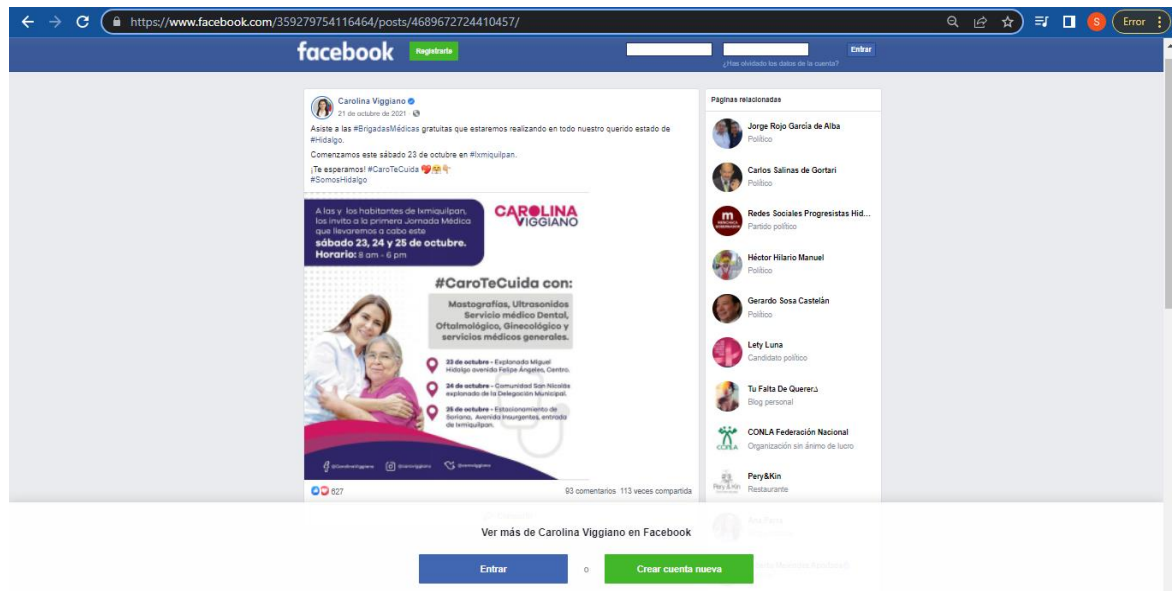 https://www.facebook.com/359279754116464/posts/4689672724410457/
Error
facebook
Registrarte
Entrar
¿Has olvidado los datos de la cuenta?
Carolina Viggiano
21 de octubre de 2021
Asiste a las #BrigadasMédicas gratuitas que estaremos realizando en todo nuestro querido estado de
#Hidalgo.
Comenzamos este sábado 23 de octubre en #Ixmiquilpan.
¡Te esperamos! #CaroTeCuida
#SomosHidalgo
A las y los habitantes de Ixmiquilpan,
los invito a la primera Jornada Médica
que llevaremos a cabo este
sábado 23, 24 y 25 de octubre.
Horario: 8 am - 6 pm
CAROLINA
VIGGIANO
#CaroTeCuida con:
Mastografías, Ultrasonidos
Servicio médico Dental,
Oftalmológico, Ginecológico y
servicios médicos generales.
23 de octubre - Explanada Miguel
Hidalgo avenida Felipe Ángeles, Centro.
24 de octubre - Comunidad San Nicolás
explanada de la Delegación Municipal.
25 de octubre - Estacionamiento de
Soriana, Avenida Insurgentes, entrada
de Ixmiquilpan.
627
93 comentarios 113 veces compartida
Páginas relacionadas
Jorge Rojo García de Alba
Político
Carlos Salinas de Gortari
Político
Redes Sociales Progresistas Hid...
Partido político
Héctor Hilario Manuel
Político
Gerardo Sosa Castelán
Político
Lety Luna
Candidato político
Tu Falta De Querer
Blog personal
CONLA Federación Nacional
Organización sin ánimo de lucro
Pery&Kin
Restaurante
Ver más de Carolina Viggiano en Facebook
Entrar
o
Crear cuenta nueva